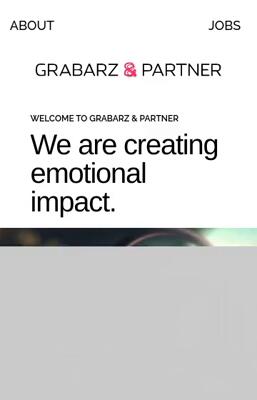 ABOUT JOBS
GRABARZ & PARTNER
WELCOME TO GRABARZ & PARTNER
We are creating
emotional
impact.